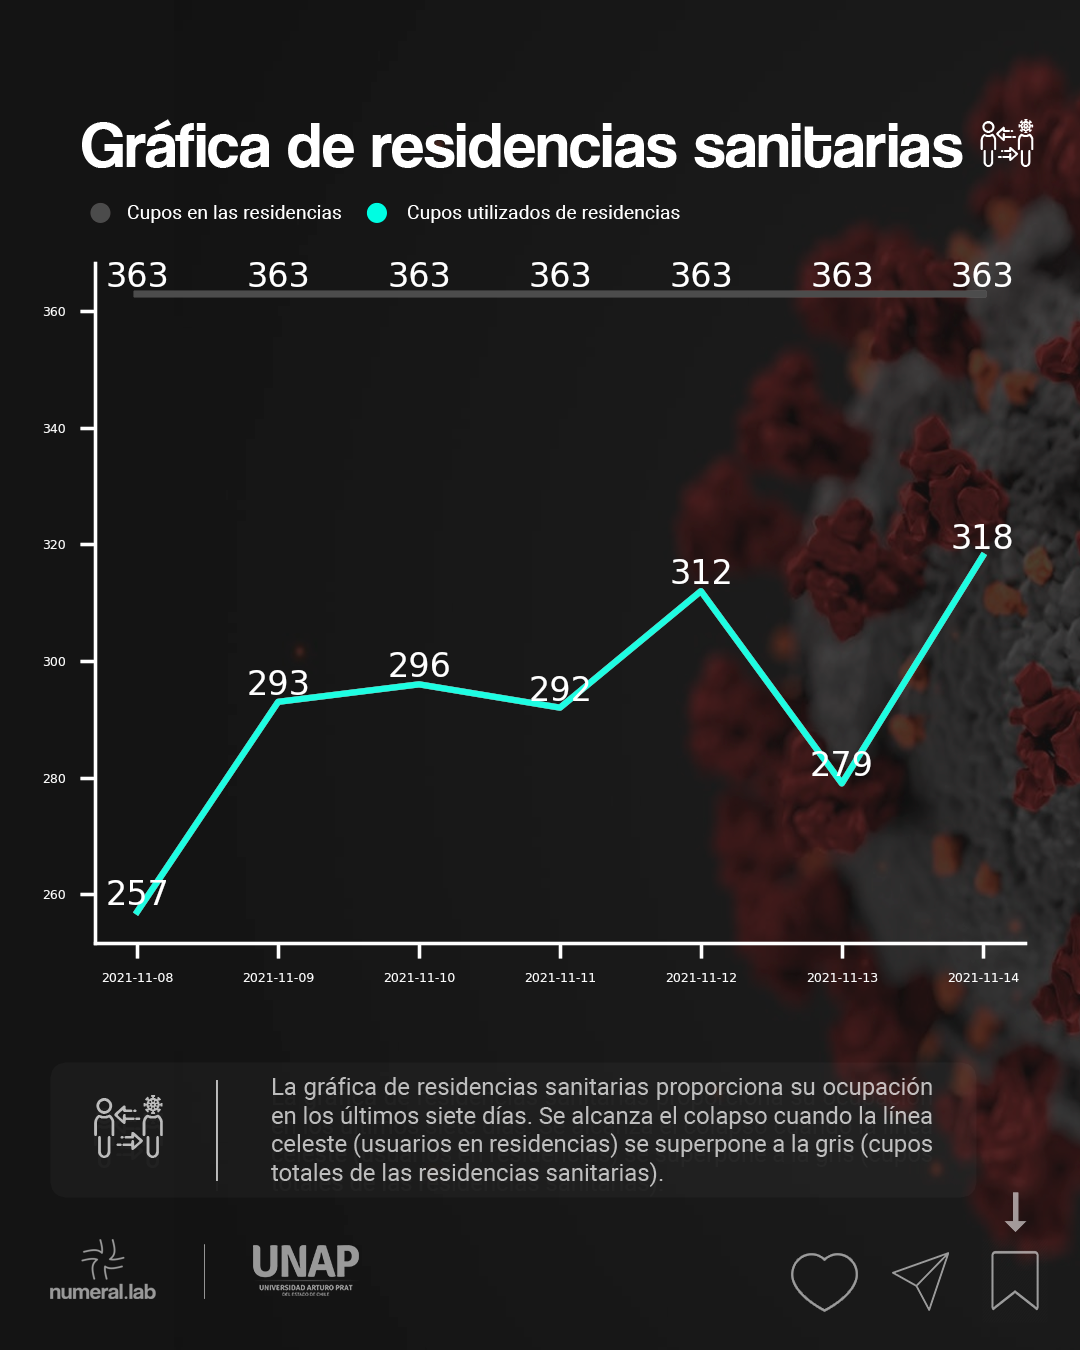 Gráfica de residencias sanitarias
Cupos en las residencias
Cupos utilizados de residencias
363 363 363 363 363 363 363
360
340
320
300
280
260
257 293 296 292 312 279 318
2021-11-08 2021-11-09 2021-11-10 2021-11-11 2021-11-12 2021-11-13 2021-11-14
La gráfica de residencias sanitarias proporciona su ocupación
en los últimos siete días. Se alcanza el colapso cuando la línea
celeste (usuarios en residencias) se superpone a la gris (cupos
totales de las residencias sanitarias).
numeral.lab
UNAP
UNIVERSIDAD ARTURO PRAT
DEL ESTADO DE CHILE